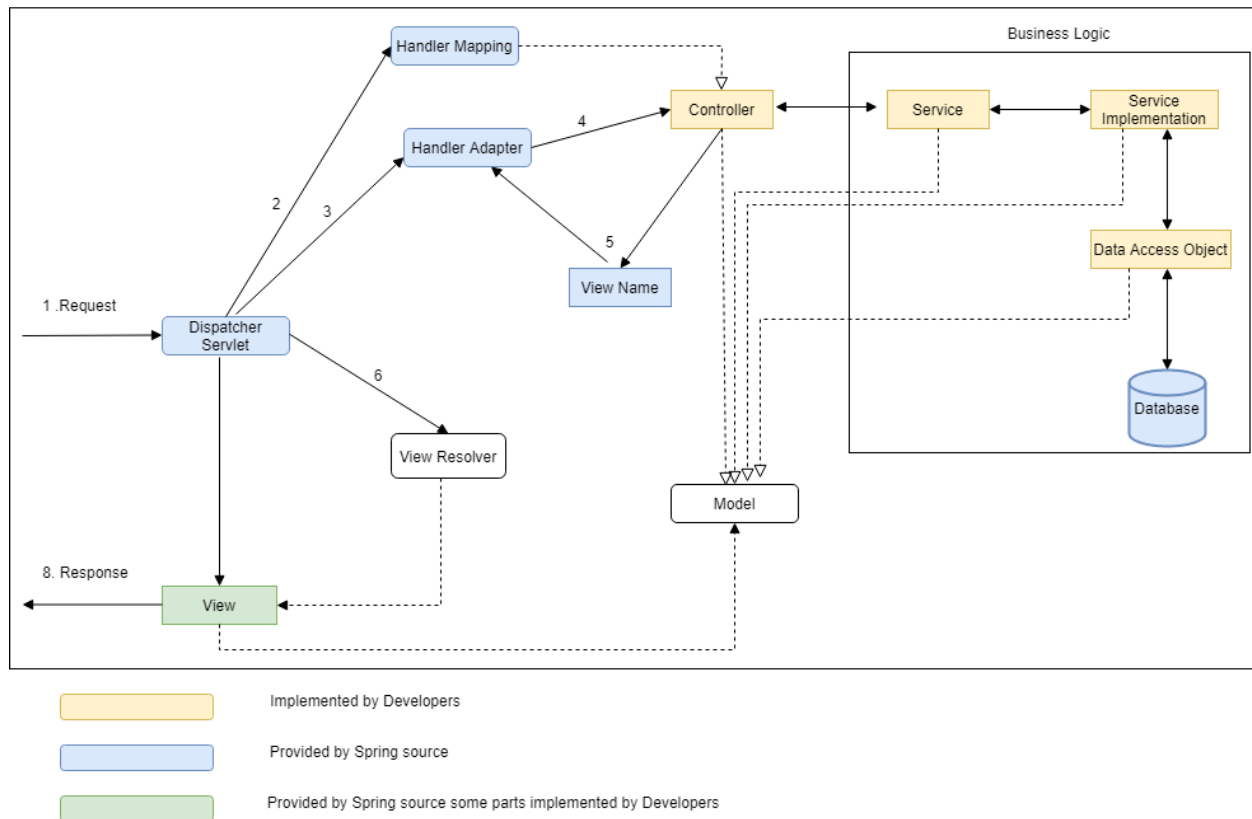 Business Logic
Handler Mapping
Controller
Service
Service
Implementation
4
Handler Adapter
2
3
5
Data Access Object
View Name
1 .Request
Dispatcher
Servlet
6
Database
View Resolver
Model
8. Response
View
Implemented by Developers
Provided by Spring source
Provided by Spring source some parts implemented by Developers